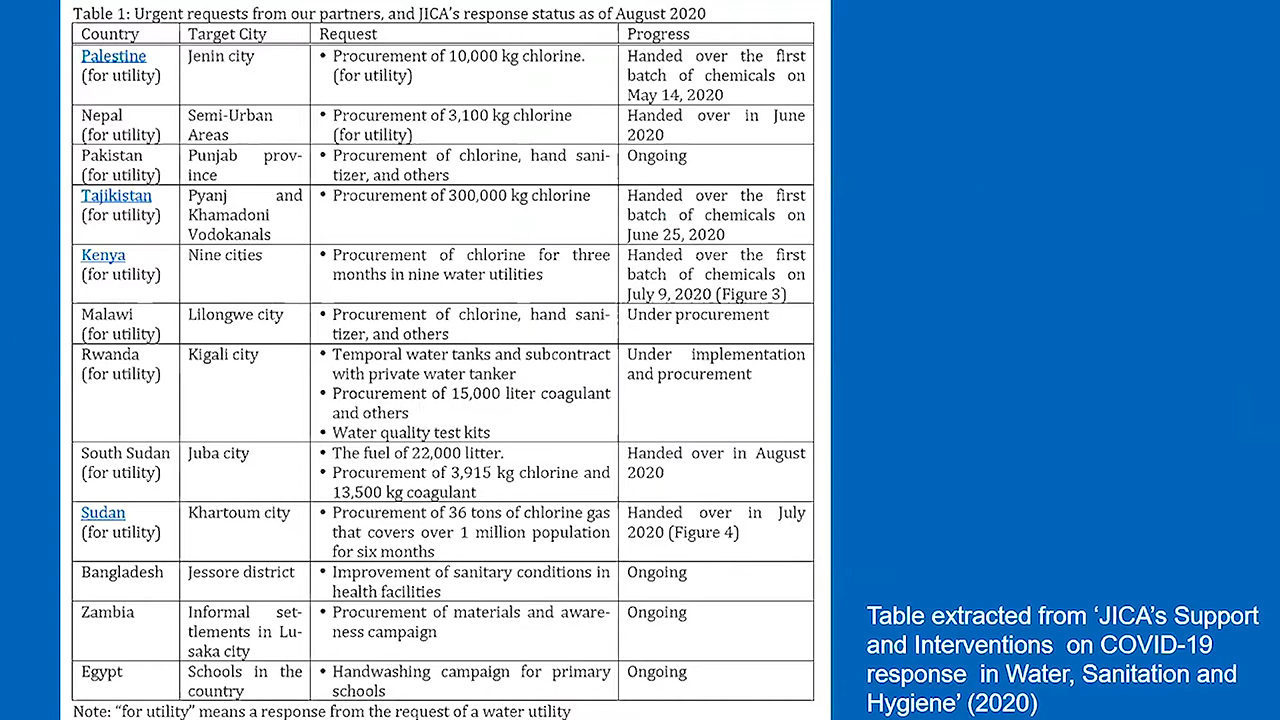 Table 1: Urgent requests from our partners, and JICA's response status as of August 2020
Country Target City Request Progress
Palestine
(for utility)
Jenin city
• Procurement of 10,000 kg chlorine.
(for utility)
Handed over the first
batch of chemicals on
May 14, 2020
Nepal
(for utility)
Semi-Urban
Areas
• Procurement of 3,100 kg chlorine
(for utility)
Handed over in June
2020
Pakistan
(for utility)
Punjab prov-
ince
• Procurement of chlorine, hand sani-
tizer, and others
Ongoing
Tajikistan
(for utility)
Pyanj and
Khamadoni
Vodokanals
• Procurement of 300,000 kg chlorine
Handed over the first
batch of chemicals on
June 25, 2020
Kenya
(for utility)
Nine cities
• Procurement of chlorine for three
months in nine water utilities
Handed over the first
batch of chemicals on
July 9, 2020 (Figure 3)
Malawi
(for utility)
Lilongwe city
• Procurement of chlorine, hand sani-
tizer, and others
Under procurement
Rwanda
(for utility)
Kigali city
• Temporal water tanks and subcontract
with private water tanker
• Procurement of 15,000 liter coagulant
and others
• Water quality test kits
Under implementation
and procurement
South Sudan
(for utility)
Juba city
• The fuel of 22,000 litter.
• Procurement of 3,915 kg chlorine and
13,500 kg coagulant
Handed over in August
2020
Sudan
(for utility)
Khartoum city
• Procurement of 36 tons of chlorine gas
that covers over 1 million population
for six months
Handed over in July
2020 (Figure 4)
Bangladesh
Jessore district
• Improvement of sanitary conditions in
health facilities
Ongoing
Zambia
Informal set-
tlements in Lu-
saka city
• Procurement of materials and aware-
ness campaign
Ongoing
Egypt
Schools in the
country
• Handwashing campaign for primary
schools
Ongoing
Note: "for utility" means a response from the request of a water utility
Table extracted from 'JICA's Support
and Interventions on COVID-19
response in Water, Sanitation and
Hygiene' (2020)